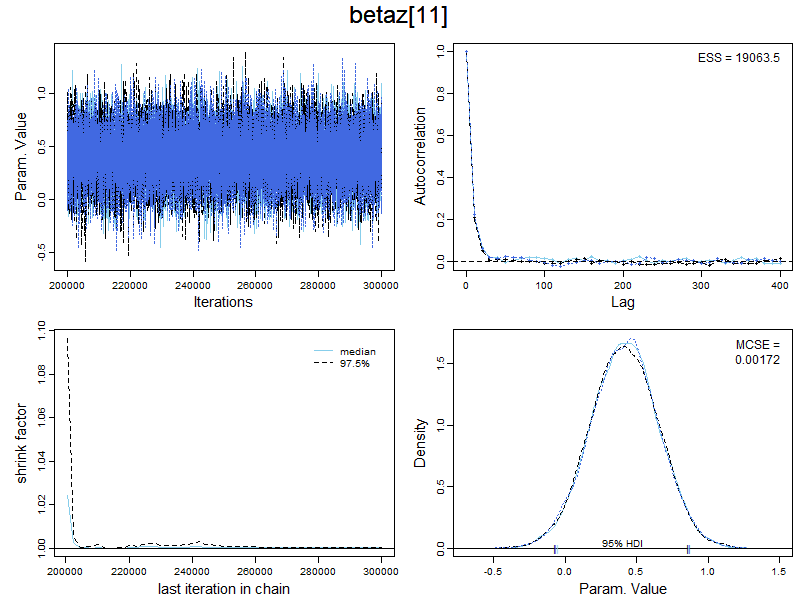 betaz[11]
Param. Value
-0.5 0.0 0.5 1.0
200000 220000 240000 260000 280000 300000
Iterations
ESS = 19063.5
Autocorrelation
0.0 0.2 0.4 0.6 0.8 1.0
0 100 200 300 400
Lag
median
97.5%
shrink factor
1.00 1.02 1.04 1.06 1.08 1.10
200000 220000 240000 260000 280000 300000
last iteration in chain
MCSE =
0.00172
Density
0.0 0.5 1.0 1.5
95% HDI
-0.5 0.0 0.5 1.0 1.5
Param. Value